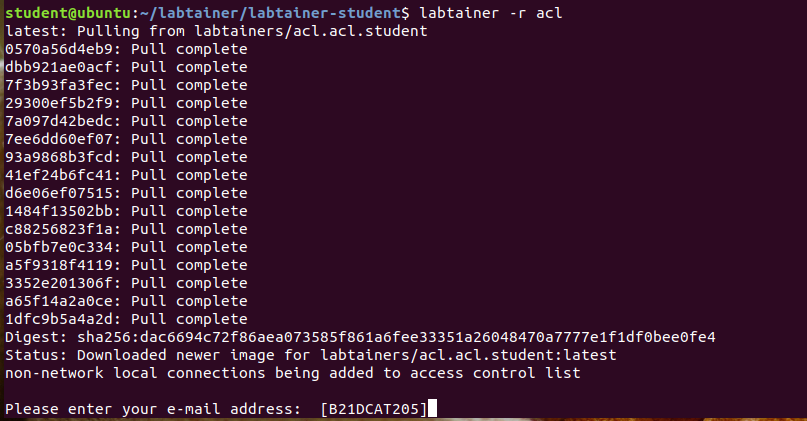 student@ubuntu:~/labtainer/labtainer-student$ labtainer -r acl
latest: Pulling from labtainers/acl.acl.student
0570a56d4eb9: Pull complete
dbb921ae0acf: Pull complete
7f3b93fa3fec: Pull complete
29300ef5b2f9: Pull complete
7a097d42bedc: Pull complete
7ee6dd60ef07: Pull complete
93a9868b3fcd: Pull complete
41ef24b6fc41: Pull complete
d6e06ef07515: Pull complete
1484f13502bb: Pull complete
c88256823f1a: Pull complete
05bfb7e0c334: Pull complete
a5f9318f4119: Pull complete
3352e201306f: Pull complete
a65f14a2a0ce: Pull complete
1dfc9b5a4a2d: Pull complete
Digest: sha256:dac6694c72f86aea073585f861a6fee33351a26048470a7777e1f1df0bee0fe4
Status: Downloaded newer image for labtainers/acl.acl.student:latest
non-network local connections being added to access control list
Please enter your e-mail address:  [B21DCAT205]